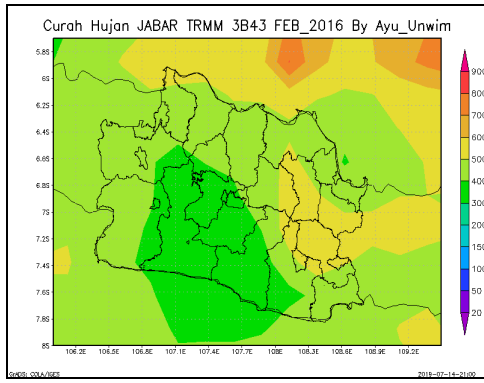 Curah Hujan JABAR TRMM 3B43 FEB_2016 By Ayu_Unwim
5.8S
6S
6.2S
6.4S
6.6S
6.8S
7S
7.2S
7.4S
7.6S
7.8S
8S
106.2E 106.5E 106.8E 107.1E 107.4E 107.7E 108E 108.3E 108.6E 108.9E 109.2E
900
800
700
600
500
400
300
200
150
100
50
20
GrADS: COLA/IGES
2019-07-14-21:00